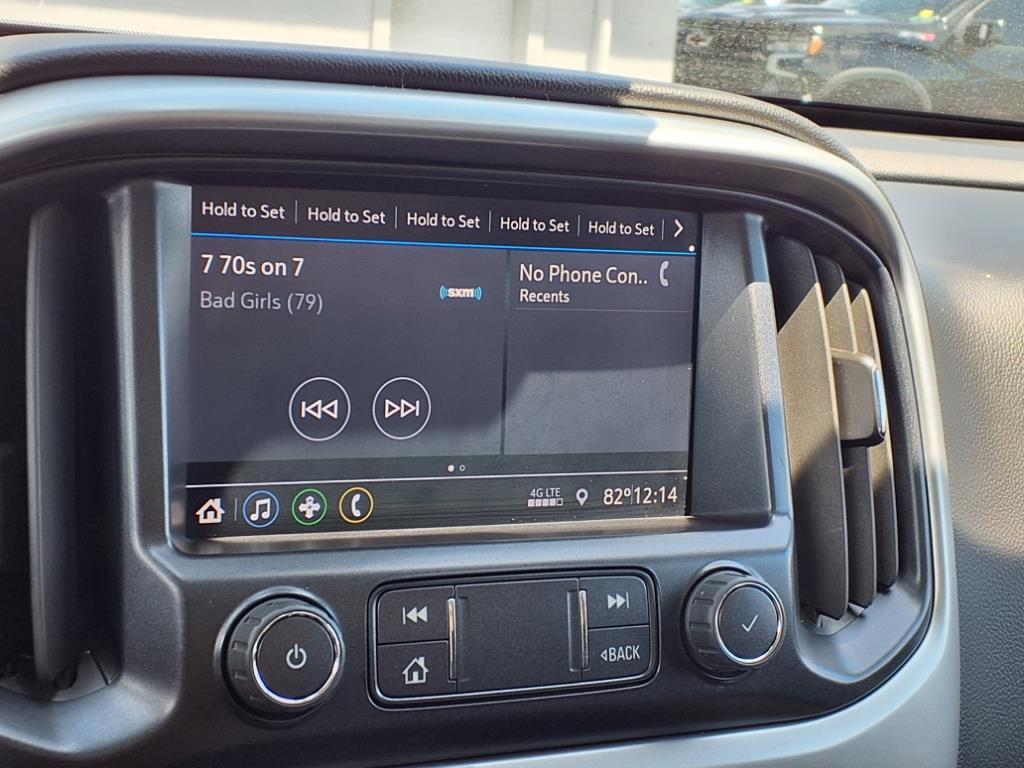 Hold to Set Hold to Set Hold to Set Hold to Set Hold to Set
7 70s on 7
Bad Girls (79)
sxm
No Phone Con..
Recents
4G LTE
82° 12:14
BACK